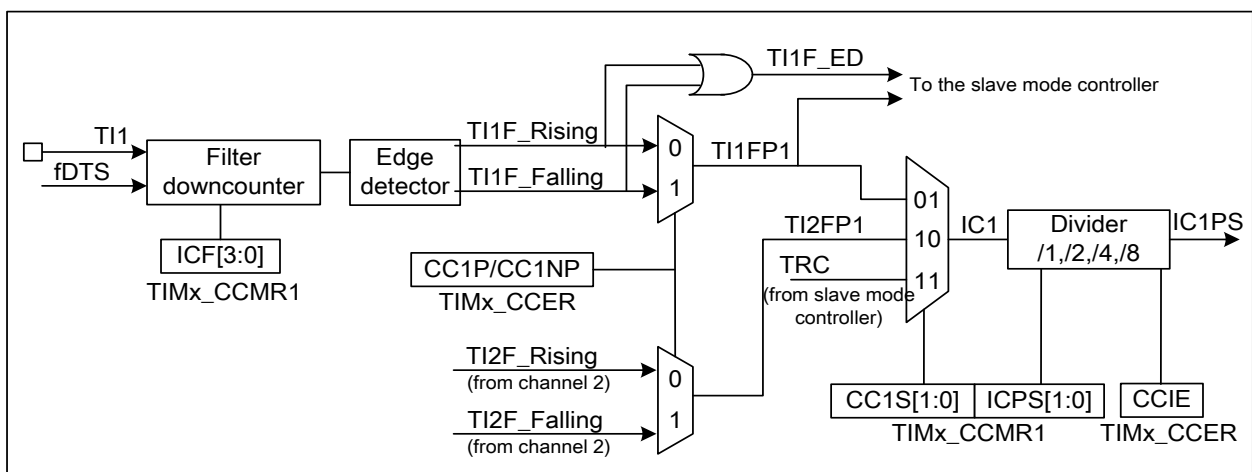 TI1F_ED
To the slave mode controller
TI1
fDTS
Filter
downcounter
Edge
detector
TI1F_Rising
TI1F_Falling
0
1
TI1FP1
ICF[3:0]
TIMx_CCMR1
CC1P/CC1NP
TIMx_CCER
TI2FP1
TRC
(from slave mode
controller)
01
10
11
IC1
Divider
/1,/2,/4,/8
IC1PS
TI2F_Rising
(from channel 2)
TI2F_Falling
(from channel 2)
0
1
CC1S[1:0]
ICPS[1:0]
TIMx_CCMR1
CCIE
TIMx_CCER